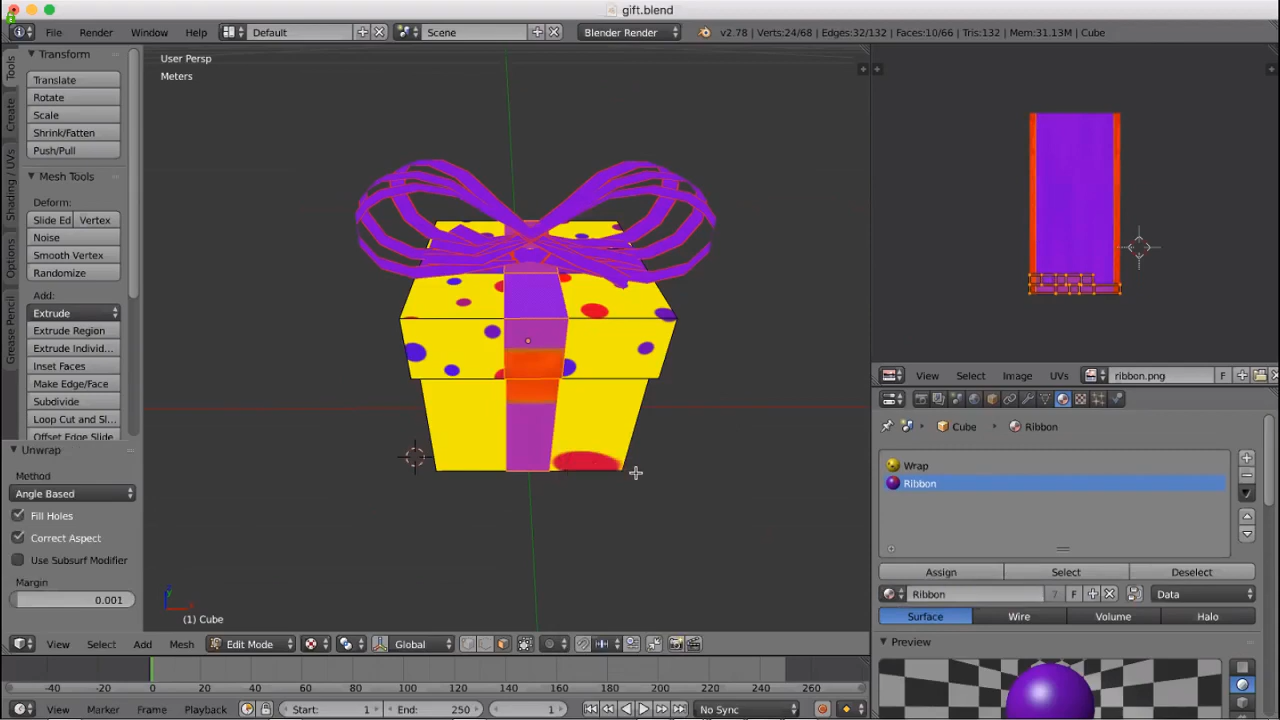 gift.blend
File Render Window Help Default Scene Blender Render v2.78 | Verts:24/68 | Edges:32/132 | Faces:10/66 | Tris:132 | Mem:31.13M | Cube
Tools
Create
Shading / UVs
Options
Grease Pencil
Transform
Translate
Rotate
Scale
Shrink/Fatten
Push/Pull
Mesh Tools
Deform:
Slide Ed Vertex
Noise
Smooth Vertex
Randomize
Add:
Extrude
Extrude Region
Extrude Individ...
Inset Faces
Make Edge/Face
Subdivide
Loop Cut and Sl...
Offset Edge Slide
Unwrap
Method
Angle Based
Fill Holes
Correct Aspect
Use Subsurf Modifier
Margin
0.001
User Persp
Meters
(1) Cube
View Select Add Mesh Edit Mode Global
-40 -20 0 20 40 60 80 100 120 140 160 180 200 220 240 260
View Marker Frame Playback Start: 1 End: 250 1 No Sync
View Select Image UVs ribbon.png F
Cube Ribbon
Wrap
Ribbon
Assign Select Deselect
Ribbon 7 F Data
Surface Wire Volume Halo
Preview